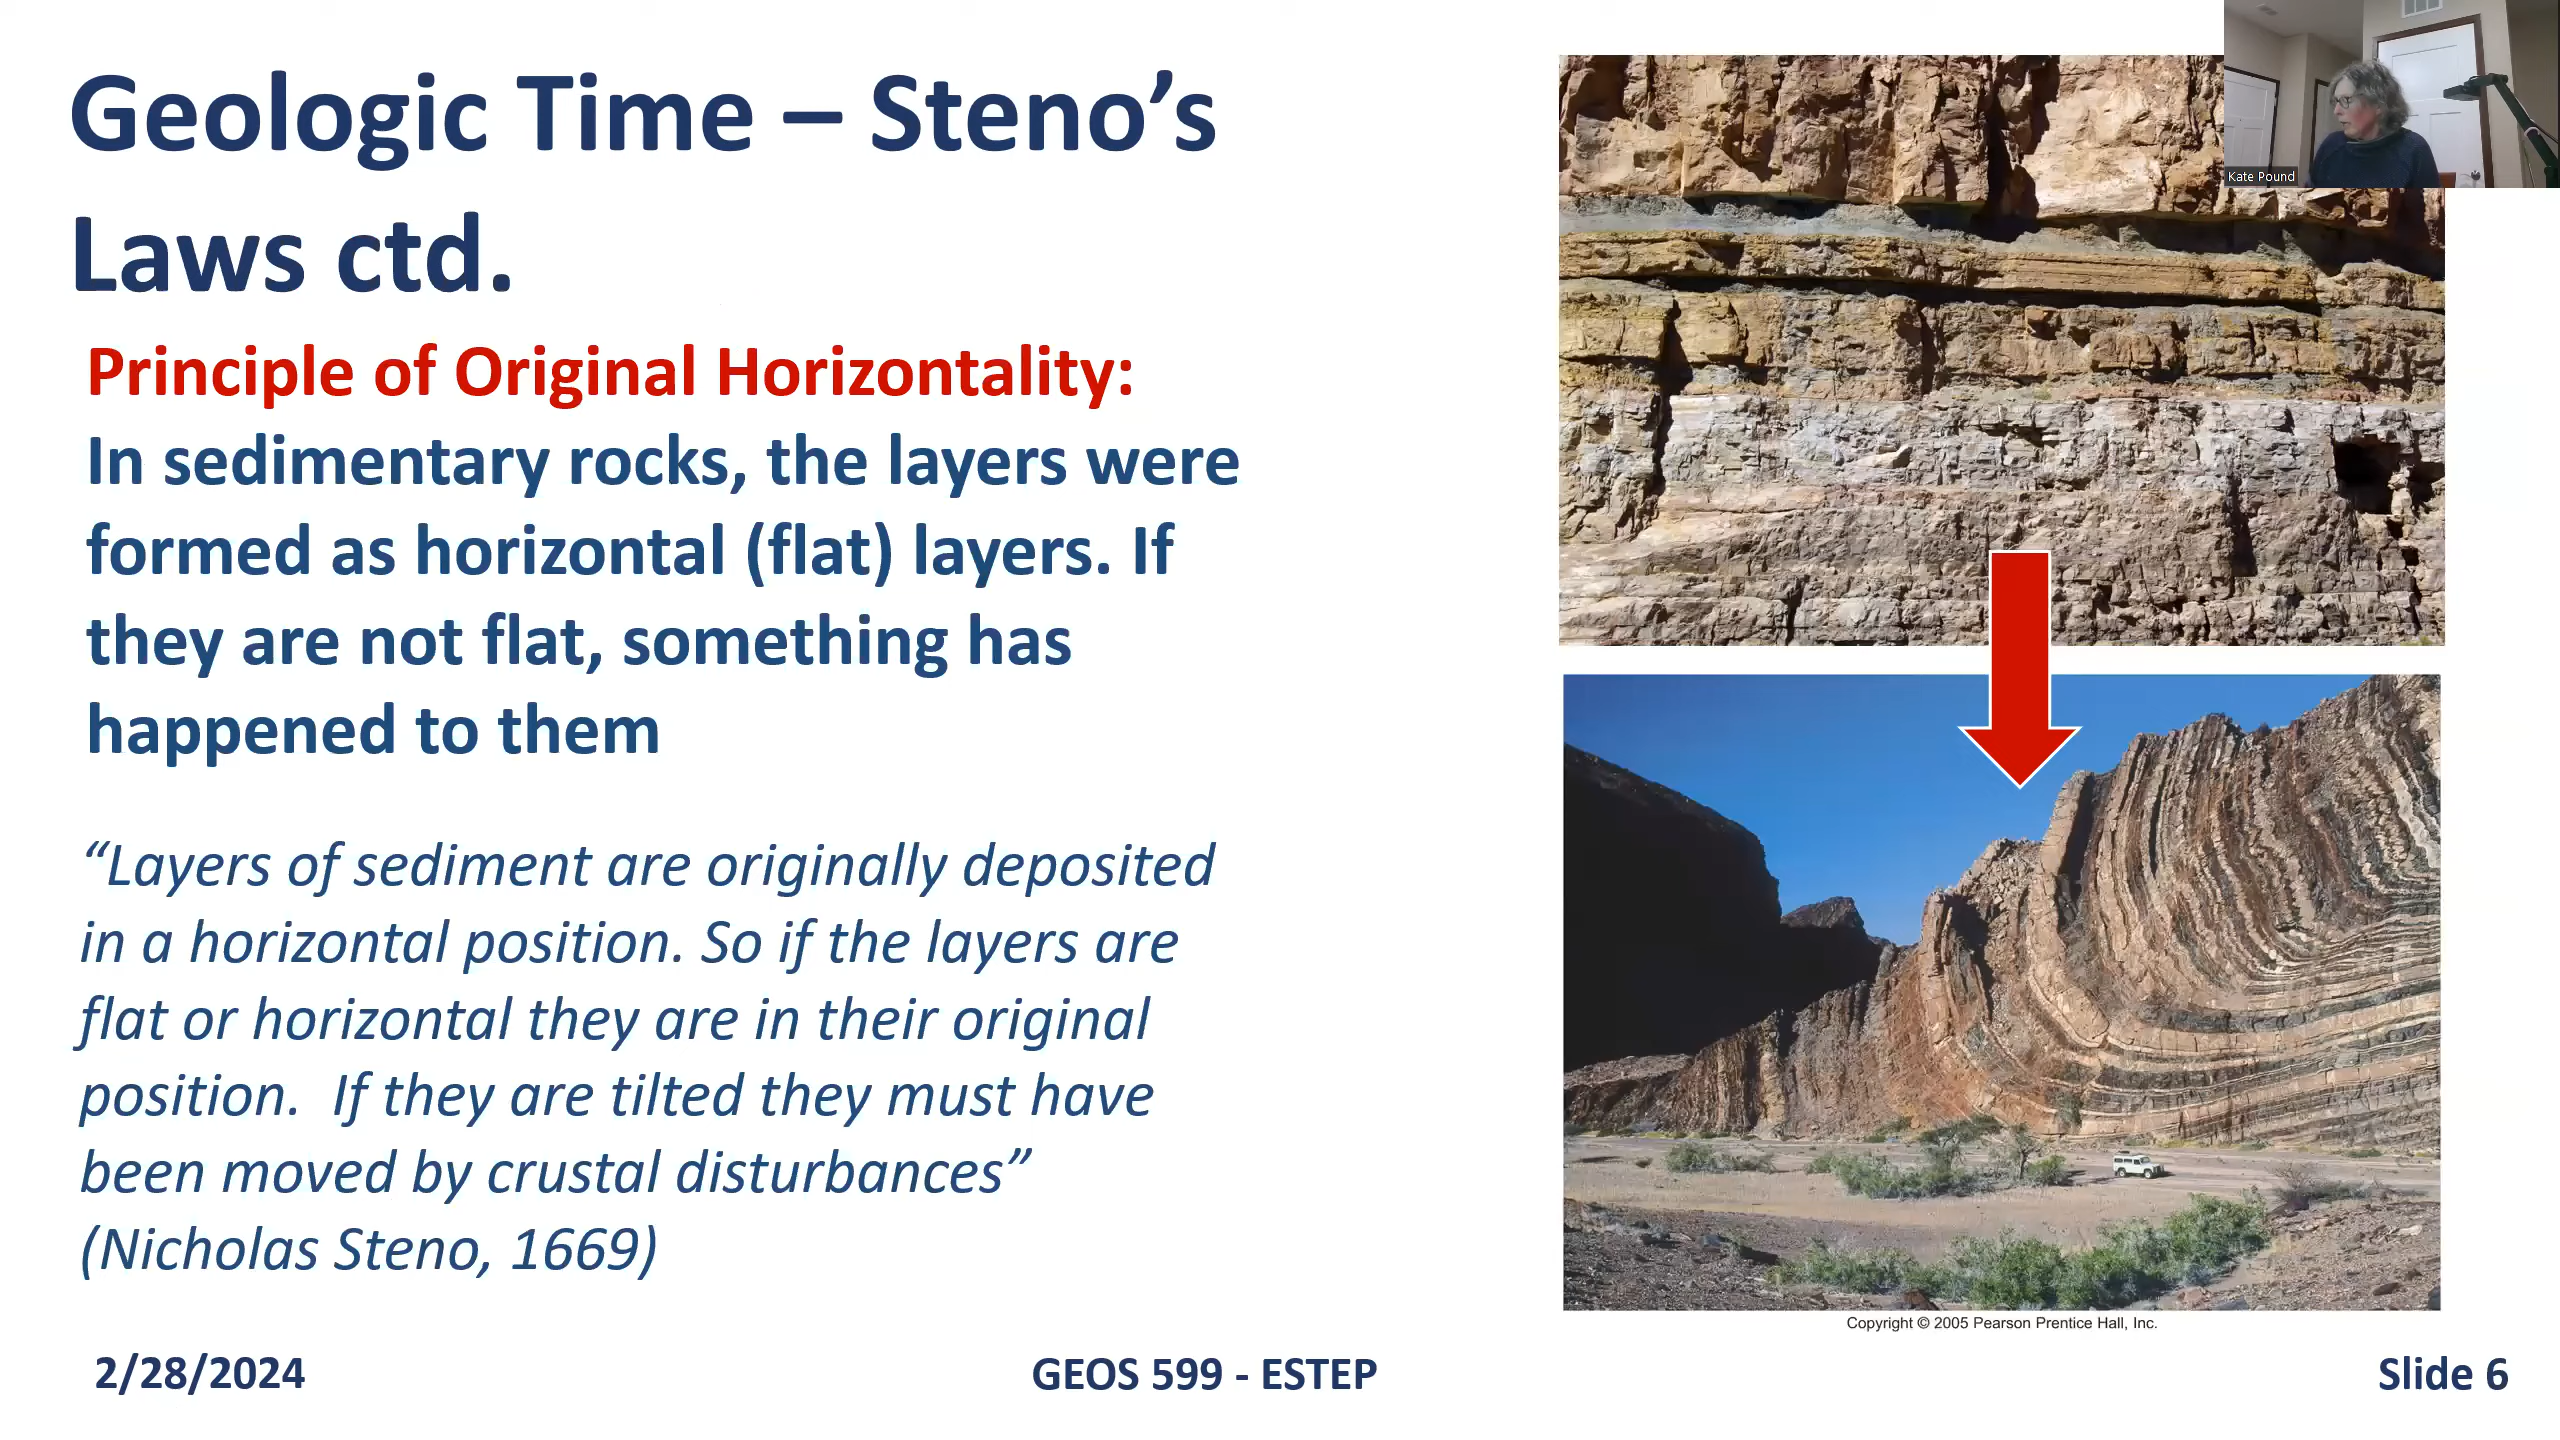 Geologic Time – Steno’s
Laws ctd.
Principle of Original Horizontality:
In sedimentary rocks, the layers were
formed as horizontal (flat) layers. If
they are not flat, something has
happened to them
“Layers of sediment are originally deposited
in a horizontal position. So if the layers are
flat or horizontal they are in their original
position.  If they are tilted they must have
been moved by crustal disturbances”
(Nicholas Steno, 1669)
Kate Pound
Copyright © 2005 Pearson Prentice Hall, Inc.
2/28/2024
GEOS 599 - ESTEP
Slide 6